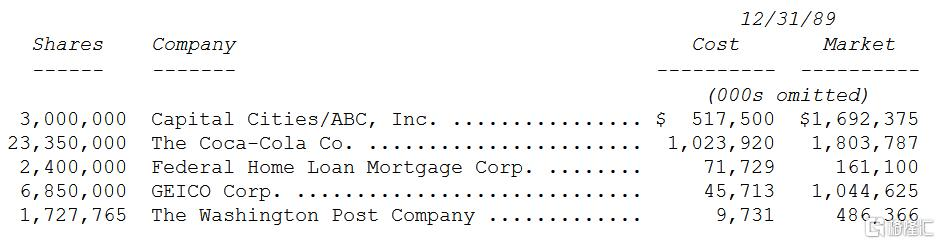 12/31/89
Shares Company Cost Market
------ ------- ---------- ----------
(000s omitted)
3,000,000 Capital Cities/ABC, Inc. ................ $ 517,500 $1,692,375
23,350,000 The Coca-Cola Co. ....................... 1,023,920 1,803,787
2,400,000 Federal Home Loan Mortgage Corp. ........ 71,729 161,100
6,850,000 GEICO Corp. ............................. 45,713 1,044,625
1,727,765 The Washington Post Company ............. 9,731 486,366
格隆汇